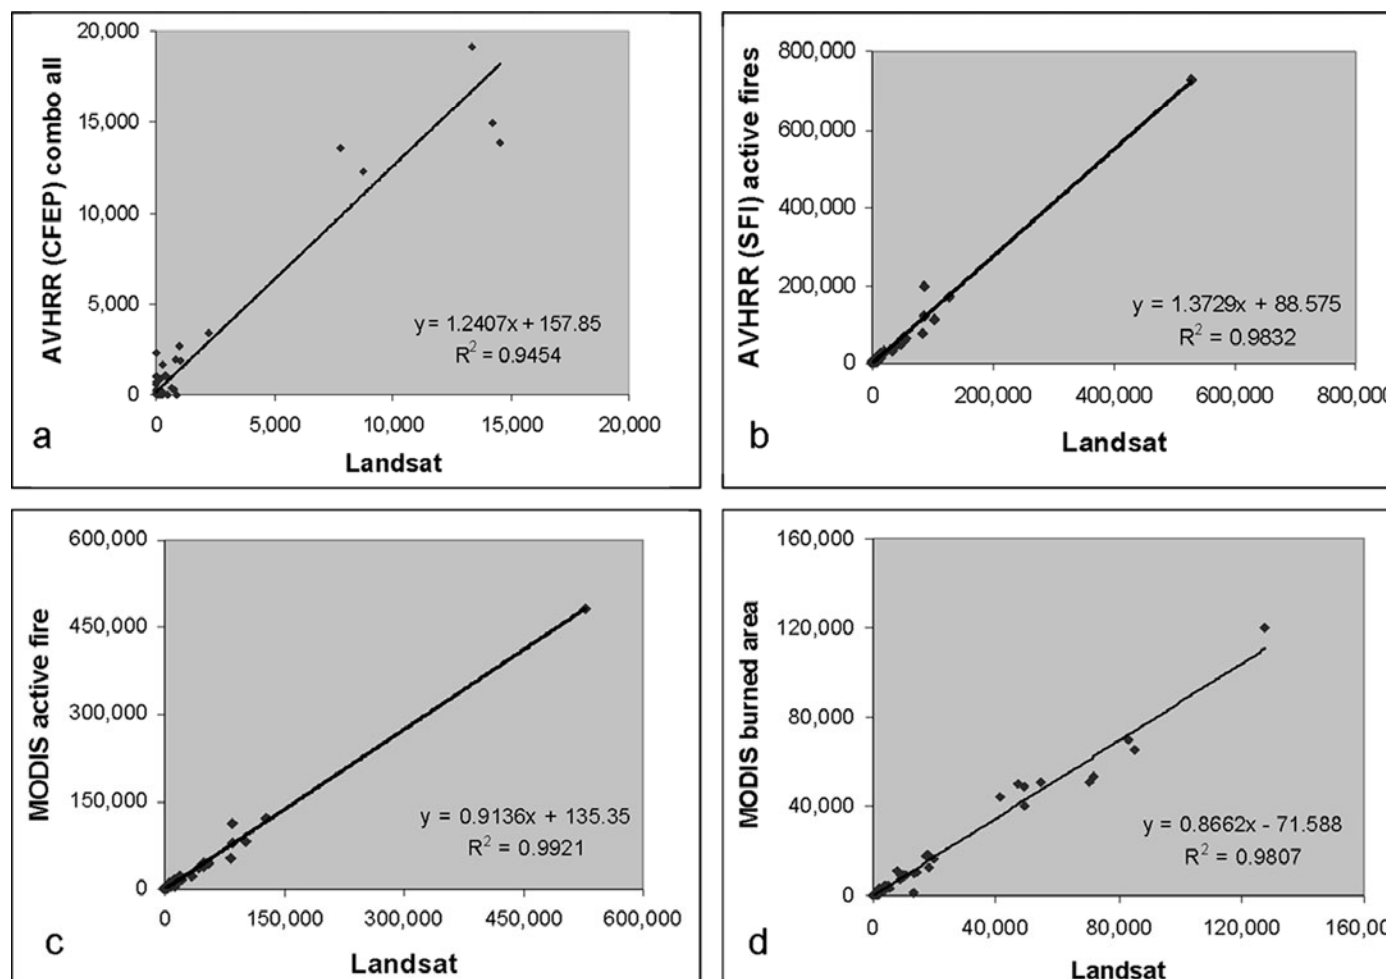 AVHRR (CFEP) combo all
20,000
15,000
10,000
5,000
0
y = 1.2407x + 157.85
R² = 0.9454
0 5,000 10,000 15,000 20,000
Landsat
a
AVHRR (SFI) active fires
800,000
600,000
400,000
200,000
0
y = 1.3729x + 88.575
R² = 0.9832
0 200,000 400,000 600,000 800,000
Landsat
b
MODIS active fire
600,000
450,000
300,000
150,000
0
y = 0.9136x + 135.35
R² = 0.9921
0 150,000 300,000 450,000 600,000
Landsat
c
MODIS burned area
160,000
120,000
80,000
40,000
0
y = 0.8662x - 71.588
R² = 0.9807
0 40,000 80,000 120,000 160,00
Landsat
d